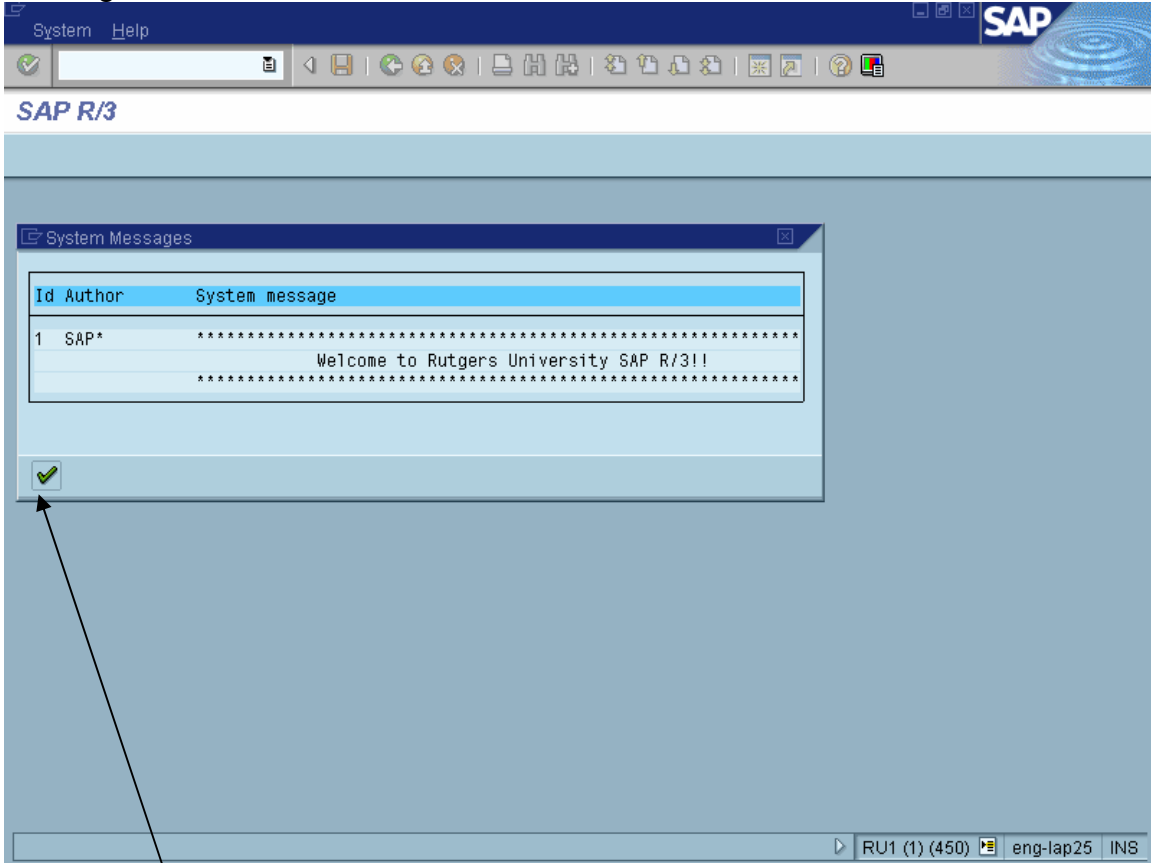 System Help
SAP
SAP R/3
System Messages
Id Author System message
1 SAP* ************************************************************
Welcome to Rutgers University SAP R/3!!
************************************************************
RU1 (1) (450) eng-lap25 INS